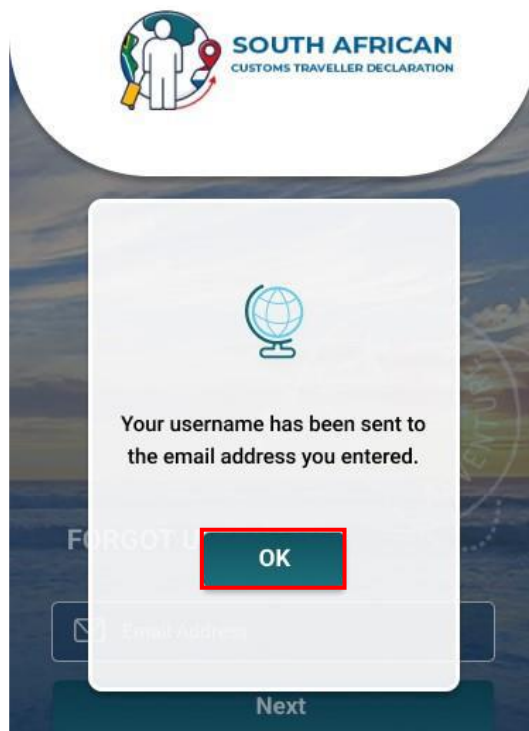 SOUTH AFRICAN
CUSTOMS TRAVELLER DECLARATION
Your username has been sent to
the email address you entered.
FORGOT U
OK
Email Address
Next